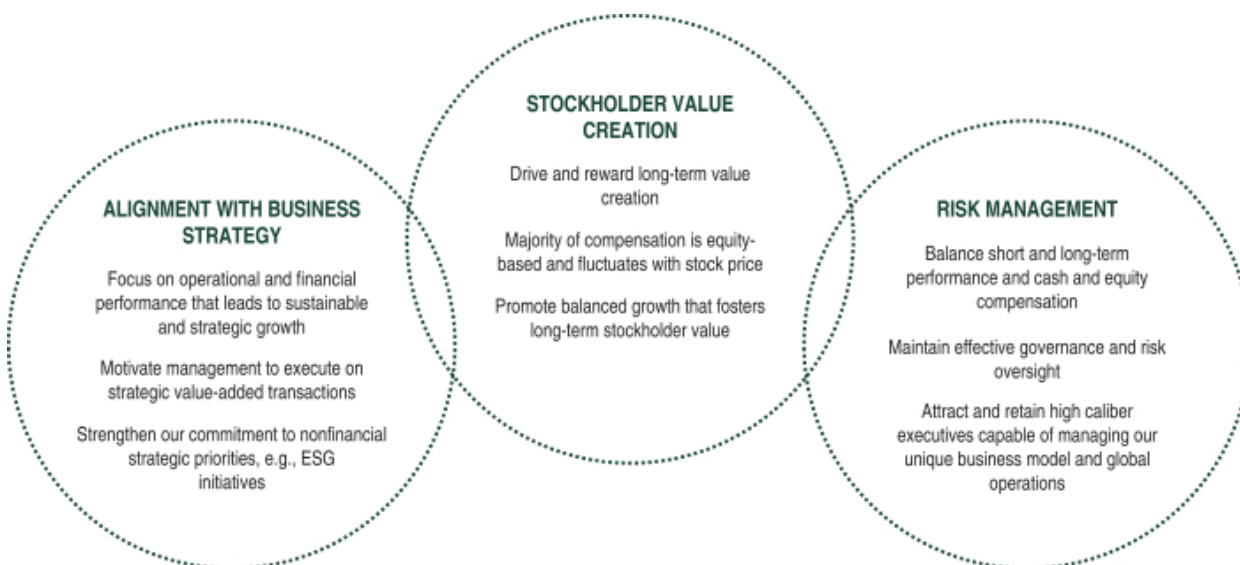 ALIGNMENT WITH BUSINESS
STRATEGY
Focus on operational and financial
performance that leads to sustainable
and strategic growth
Motivate management to execute on
strategic value-added transactions
Strengthen our commitment to nonfinancial
strategic priorities, e.g., ESG
initiatives
STOCKHOLDER VALUE
CREATION
Drive and reward long-term value
creation
Majority of compensation is equity-
based and fluctuates with stock price
Promote balanced growth that fosters
long-term stockholder value
RISK MANAGEMENT
Balance short and long-term
performance and cash and equity
compensation
Maintain effective governance and risk
oversight
Attract and retain high caliber
executives capable of managing our
unique business model and global
operations